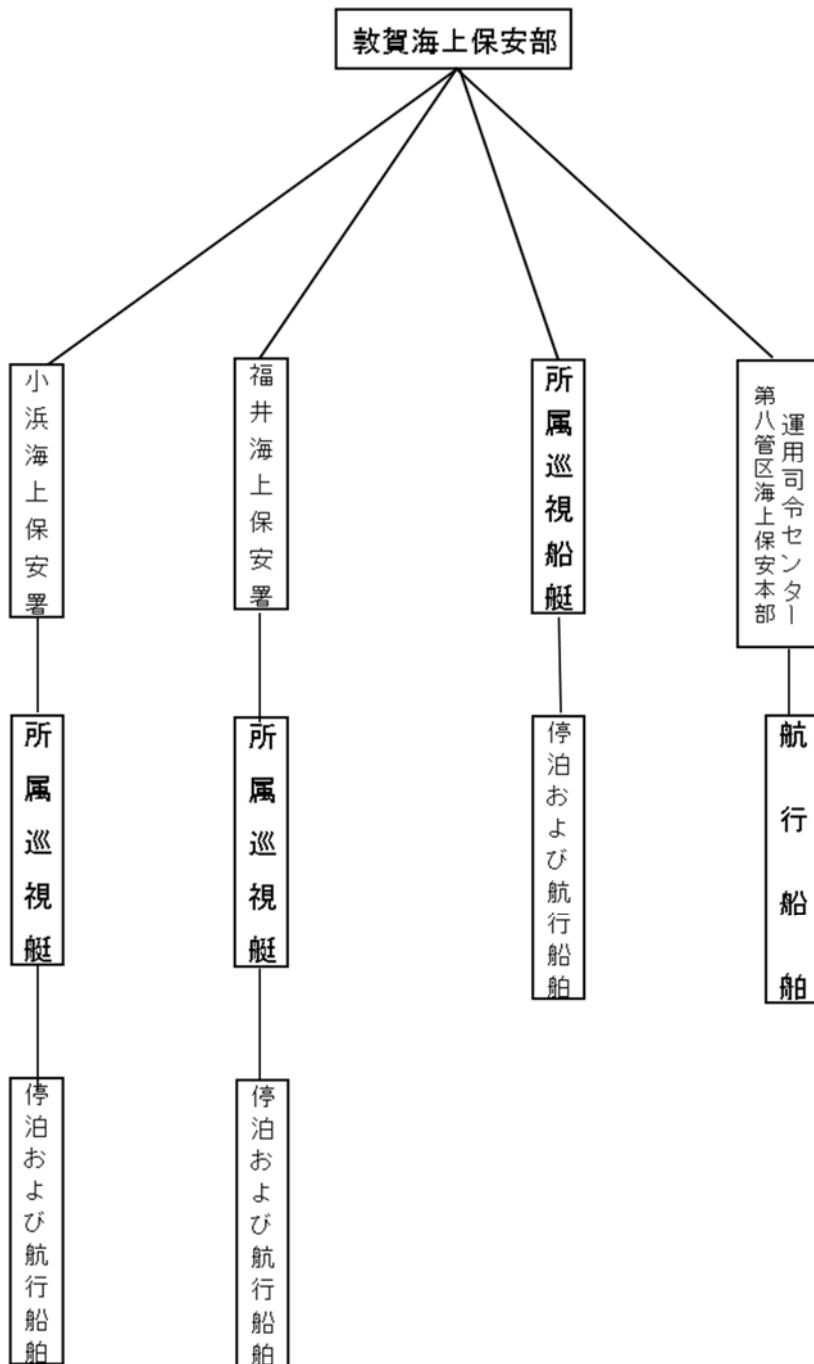 敦賀海上保安部
小浜海上保安署
福井海上保安署
所属巡視船艇
第八管区海上保安本部
運用司令センター
所属巡視艇
所属巡視艇
停泊および航行船舶
航行船舶
停泊および航行船舶
停泊および航行船舶